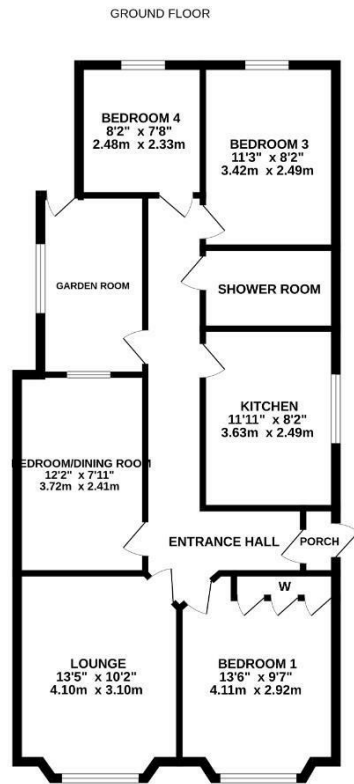 GROUND FLOOR
BEDROOM 4
8'2" x 7'8"
2.48m x 2.33m
BEDROOM 3
11'3" x 8'2"
3.42m x 2.49m
GARDEN ROOM
SHOWER ROOM
KITCHEN
11'11" x 8'2"
3.63m x 2.49m
BEDROOM/DINING ROOM
12'2" x 7'11"
3.72m x 2.41m
ENTRANCE HALL
PORCH
W
LOUNGE
13'5" x 10'2"
4.10m x 3.10m
BEDROOM 1
13'6" x 9'7"
4.11m x 2.92m